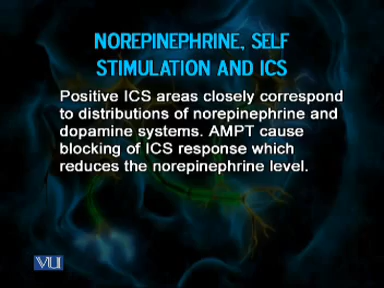 NOREPINEPHRINE, SELF
STIMULATION AND ICS
Positive ICS areas closely correspond
to distributions of norepinephrine and
dopamine systems. AMPT cause
blocking of ICS response which
reduces the norepinephrine level.
VU